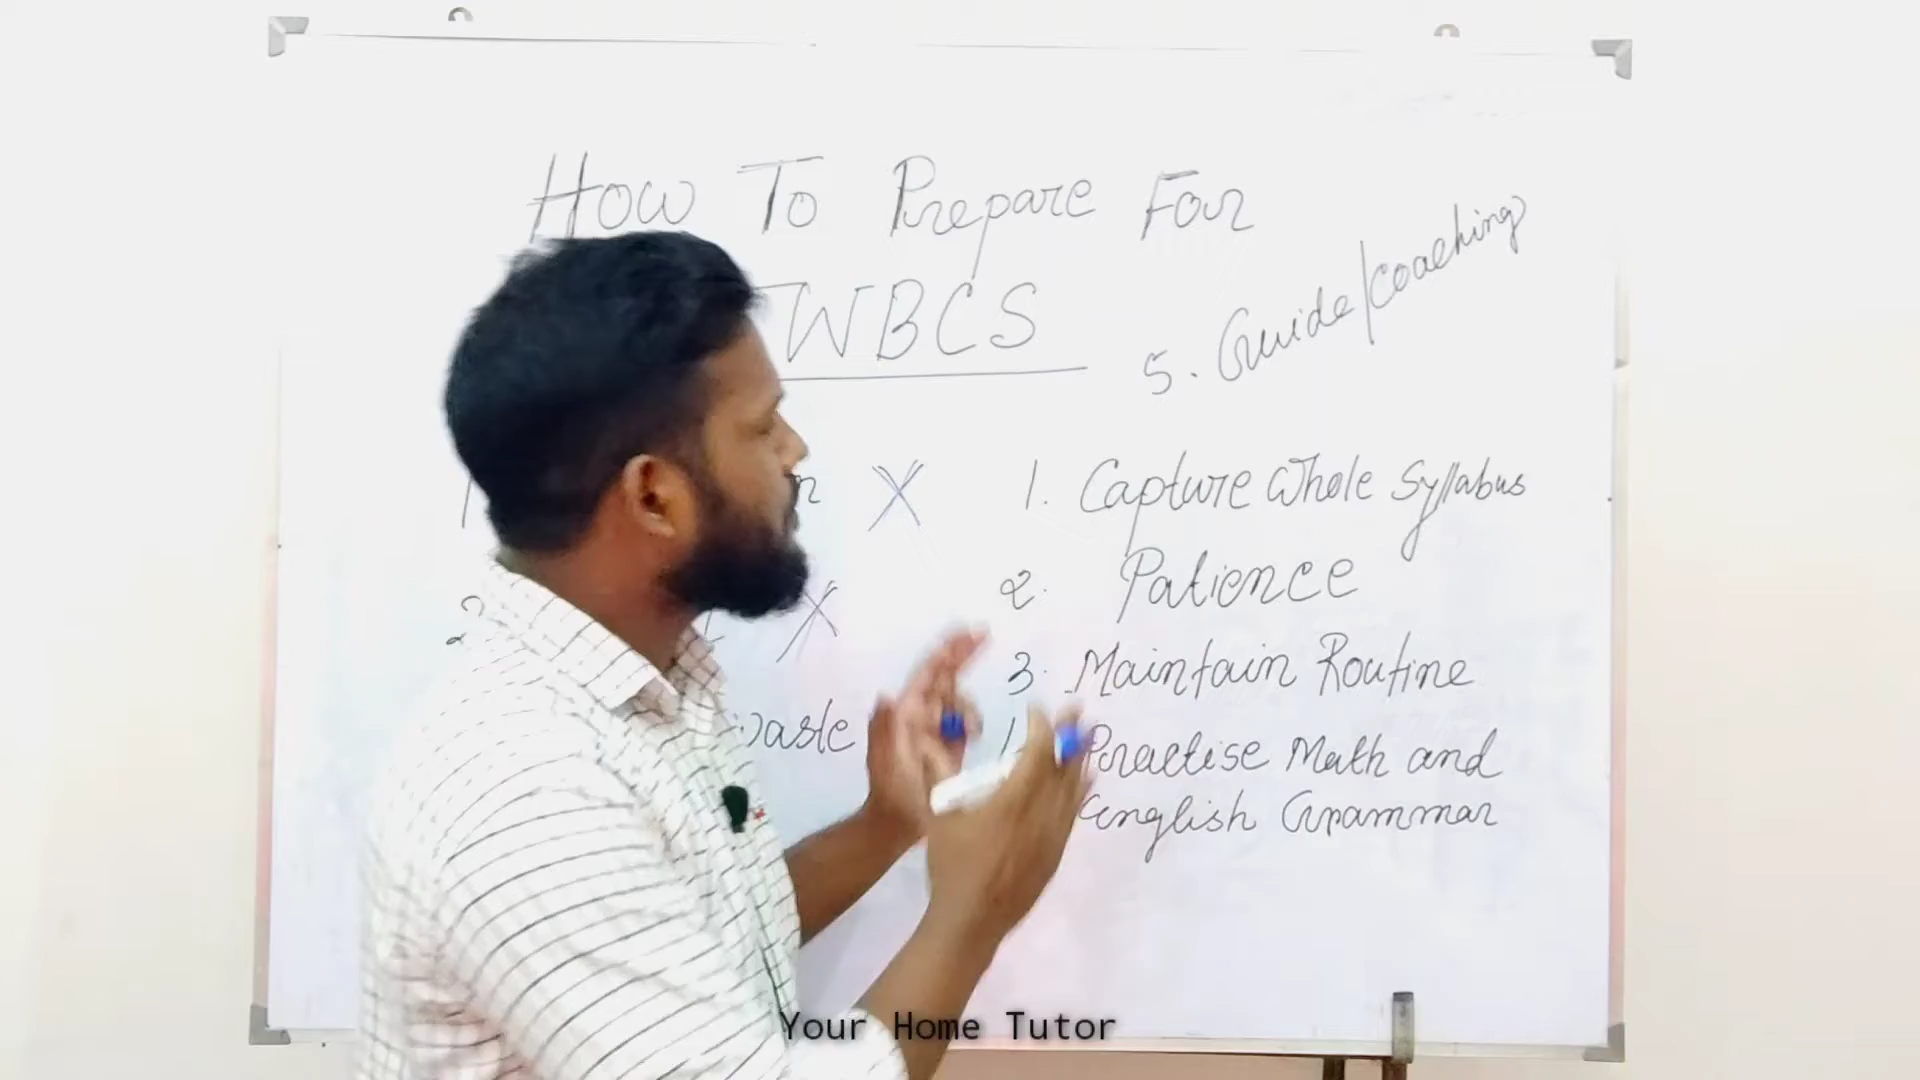 How To Prepare For
WBCS
5. Guide/coaching
1. Capture Whole Syllabus
2. Patience
3. Maintain Routine
Practise Math and
English Grammar
X
2
X
Your Home Tutor